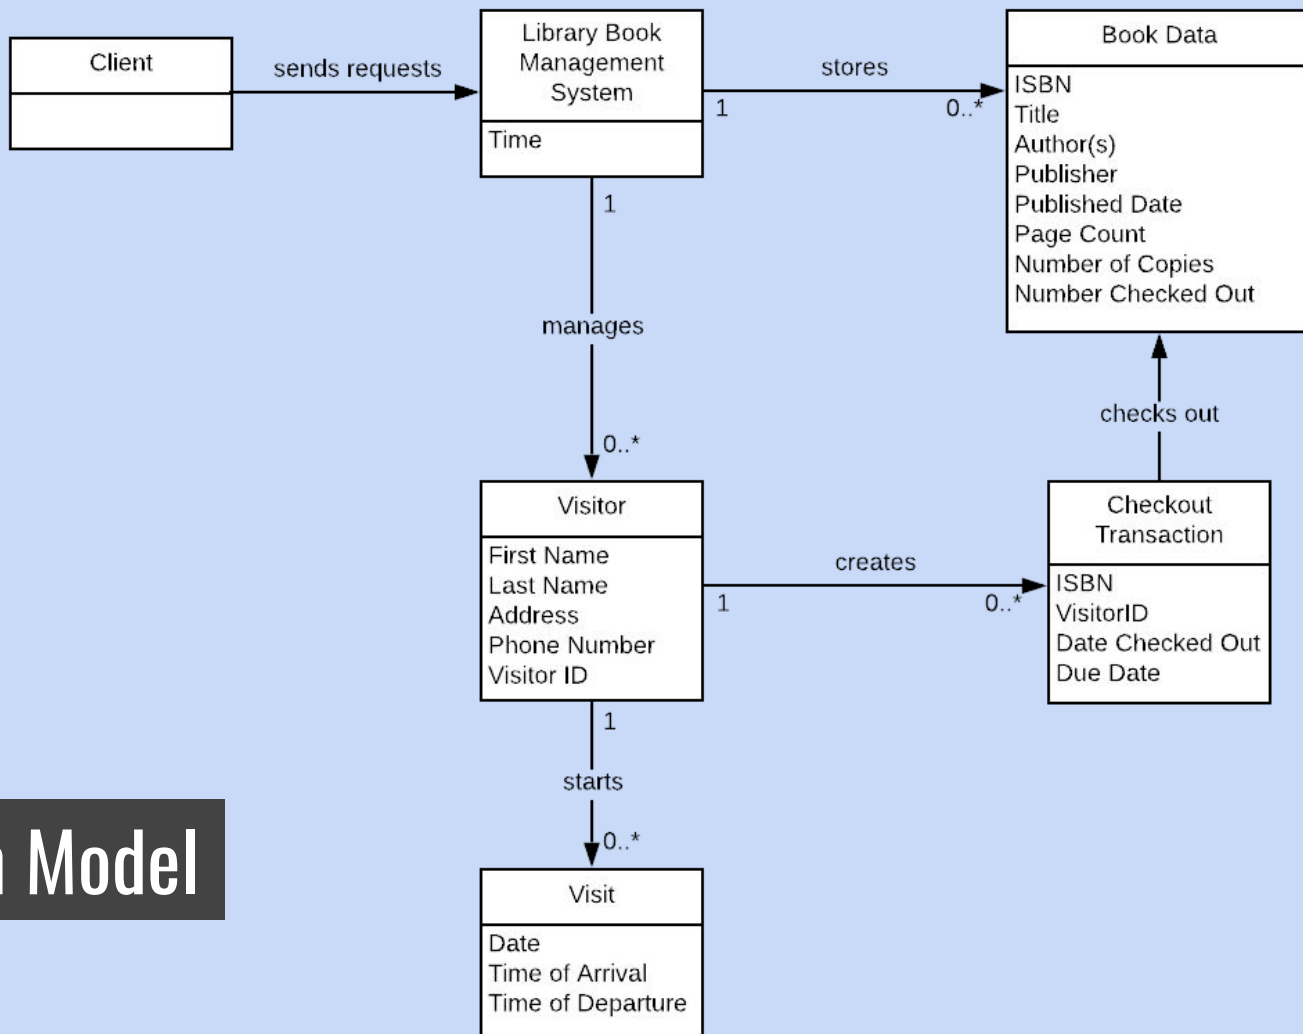 Client
sends requests
Library Book
Management
System
Time
stores
1
0..*
Book Data
ISBN
Title
Author(s)
Publisher
Published Date
Page Count
Number of Copies
Number Checked Out
1
manages
0..*
checks out
Visitor
First Name
Last Name
Address
Phone Number
Visitor ID
creates
1
0..*
Checkout
Transaction
ISBN
VisitorID
Date Checked Out
Due Date
1
starts
0..*
Model
Visit
Date
Time of Arrival
Time of Departure